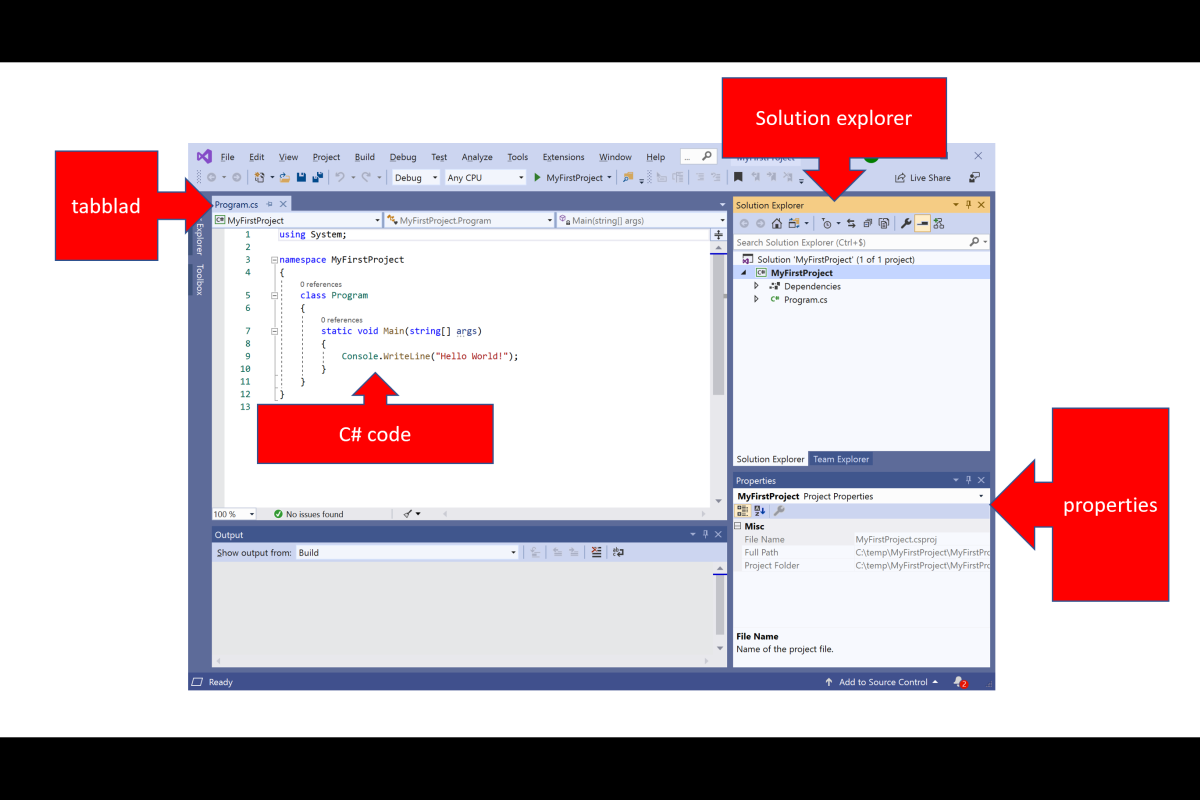 Solution explorer
tabblad
File Edit View Project Build Debug Test Analyze Tools Extensions Window Help ...
Debug Any CPU MyFirstProject Live Share
Program.cs
MyFirstProject MyFirstProject.Program Main(string[] args)
Explorer
Toolbox
1 using System;
2
3 namespace MyFirstProject
4 {
0 references
5 class Program
6 {
0 references
7 static void Main(string[] args)
8 {
9 Console.WriteLine("Hello World!");
10 }
11 }
12 }
13
C# code
100 % No issues found
Output
Show output from: Build
Solution Explorer
Search Solution Explorer (Ctrl+$)
Solution 'MyFirstProject' (1 of 1 project)
C# MyFirstProject
Dependencies
C# Program.cs
Solution Explorer Team Explorer
Properties
MyFirstProject Project Properties
Misc
File Name MyFirstProject.csproj
Full Path C:\temp\MyFirstProject\MyFirstPro
Project Folder C:\temp\MyFirstProject\MyFirstPro
File Name
Name of the project file.
properties
Ready Add to Source Control 2